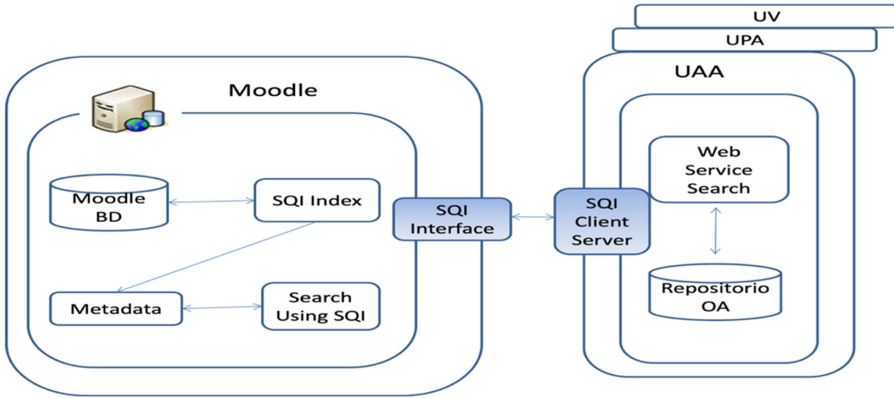 UV
UPA
UAA
Moodle
Moodle
BD
SQI Index
Metadata
Search
Using SQI
SQI
Interface
SQI
Client
Server
Web
Service
Search
Repositorio
OA